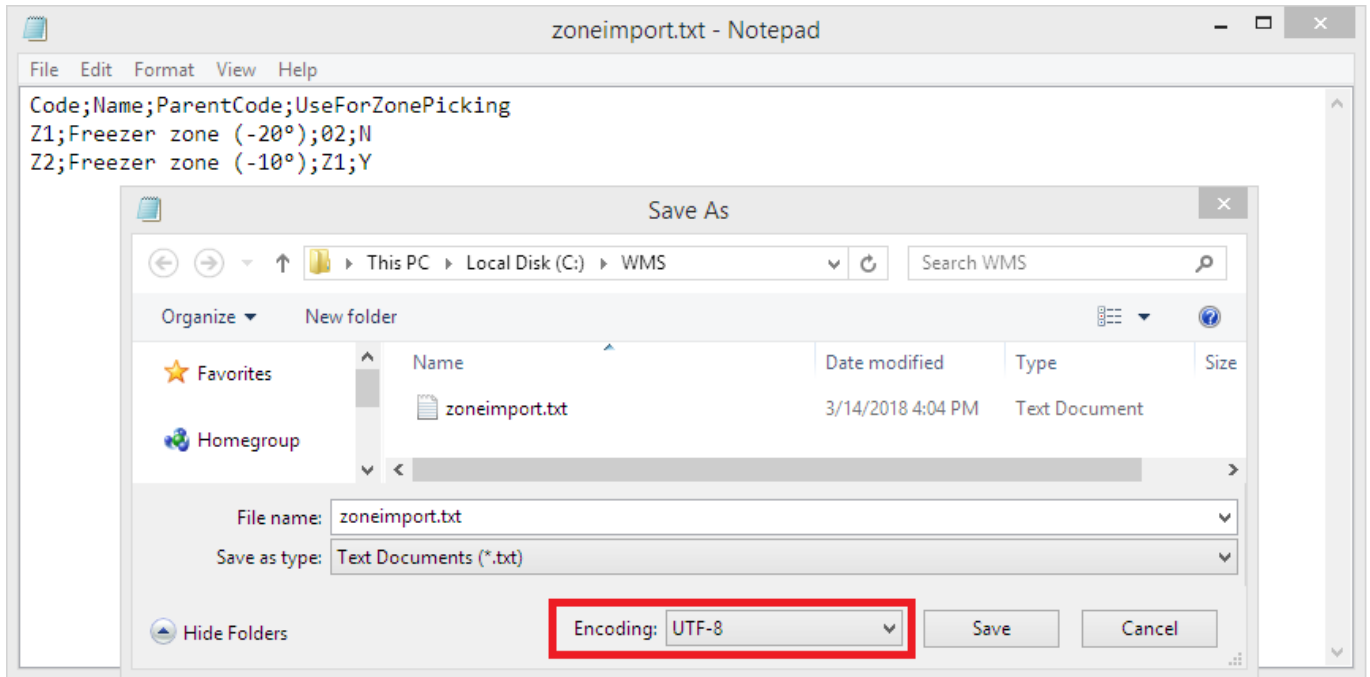 zoneimport.txt - Notepad
File Edit Format View Help
Code;Name;ParentCode;UseForZonePicking
Z1;Freezer zone (-20º);02;N
Z2;Freezer zone (-10º);Z1;Y
Save As
This PC Local Disk (C:) WMS
Search WMS
Organize New folder
Favorites
Homegroup
Name Date modified Type Size
zoneimport.txt 3/14/2018 4:04 PM Text Document
File name: zoneimport.txt
Save as type: Text Documents (*.txt)
Hide Folders Encoding: UTF-8 Save Cancel